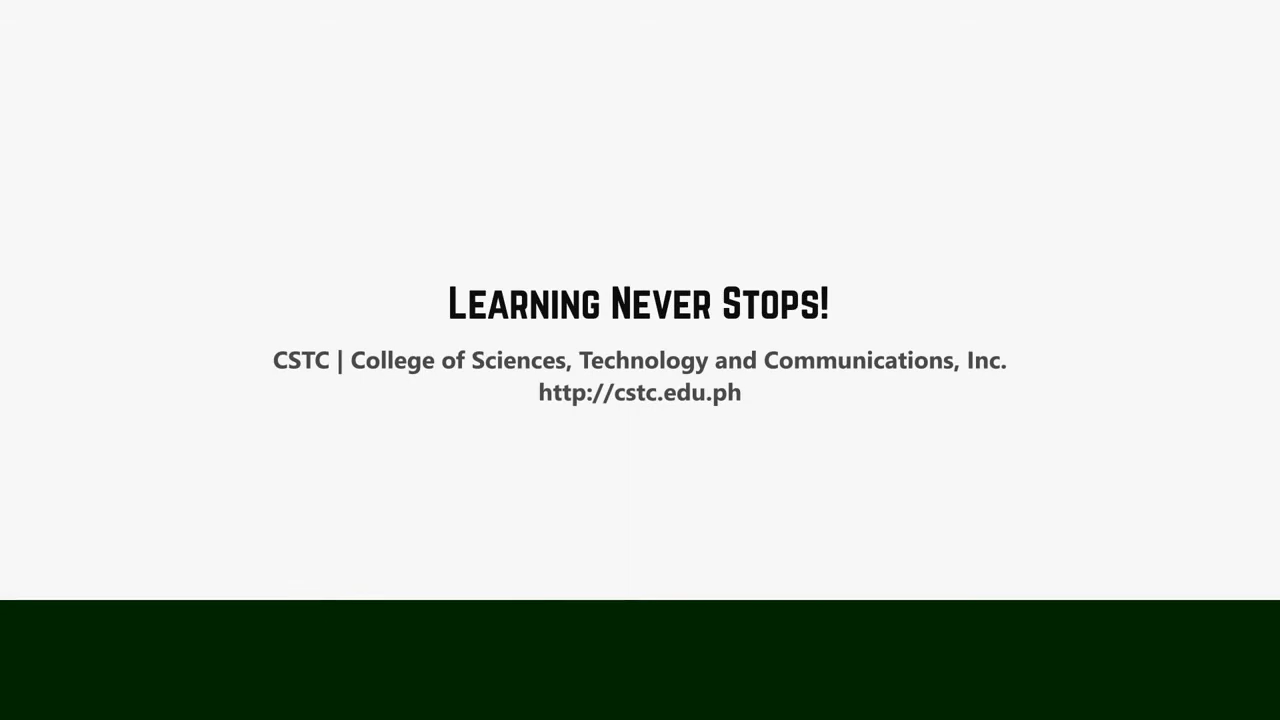 Learning Never Stops!
CSTC | College of Sciences, Technology and Communications, Inc.
http://cstc.edu.ph